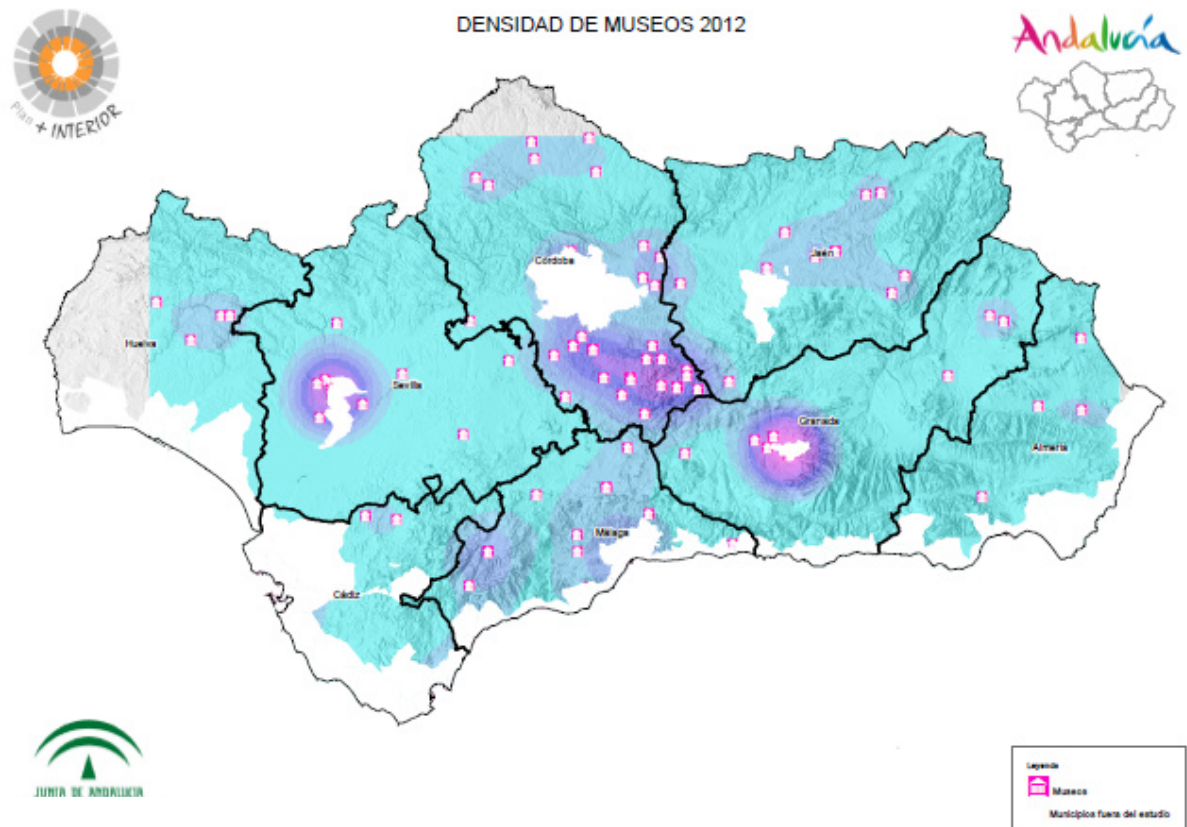 DENSIDAD DE MUSEOS 2012
Andalucía
Plan + INTERIOR
Córdoba
Jaén
Huelva
Sevilla
Granada
Almería
Málaga
Cádiz
JUNTA DE ANDALUCIA
Leyenda
Museos
Municipios fuera del estudio